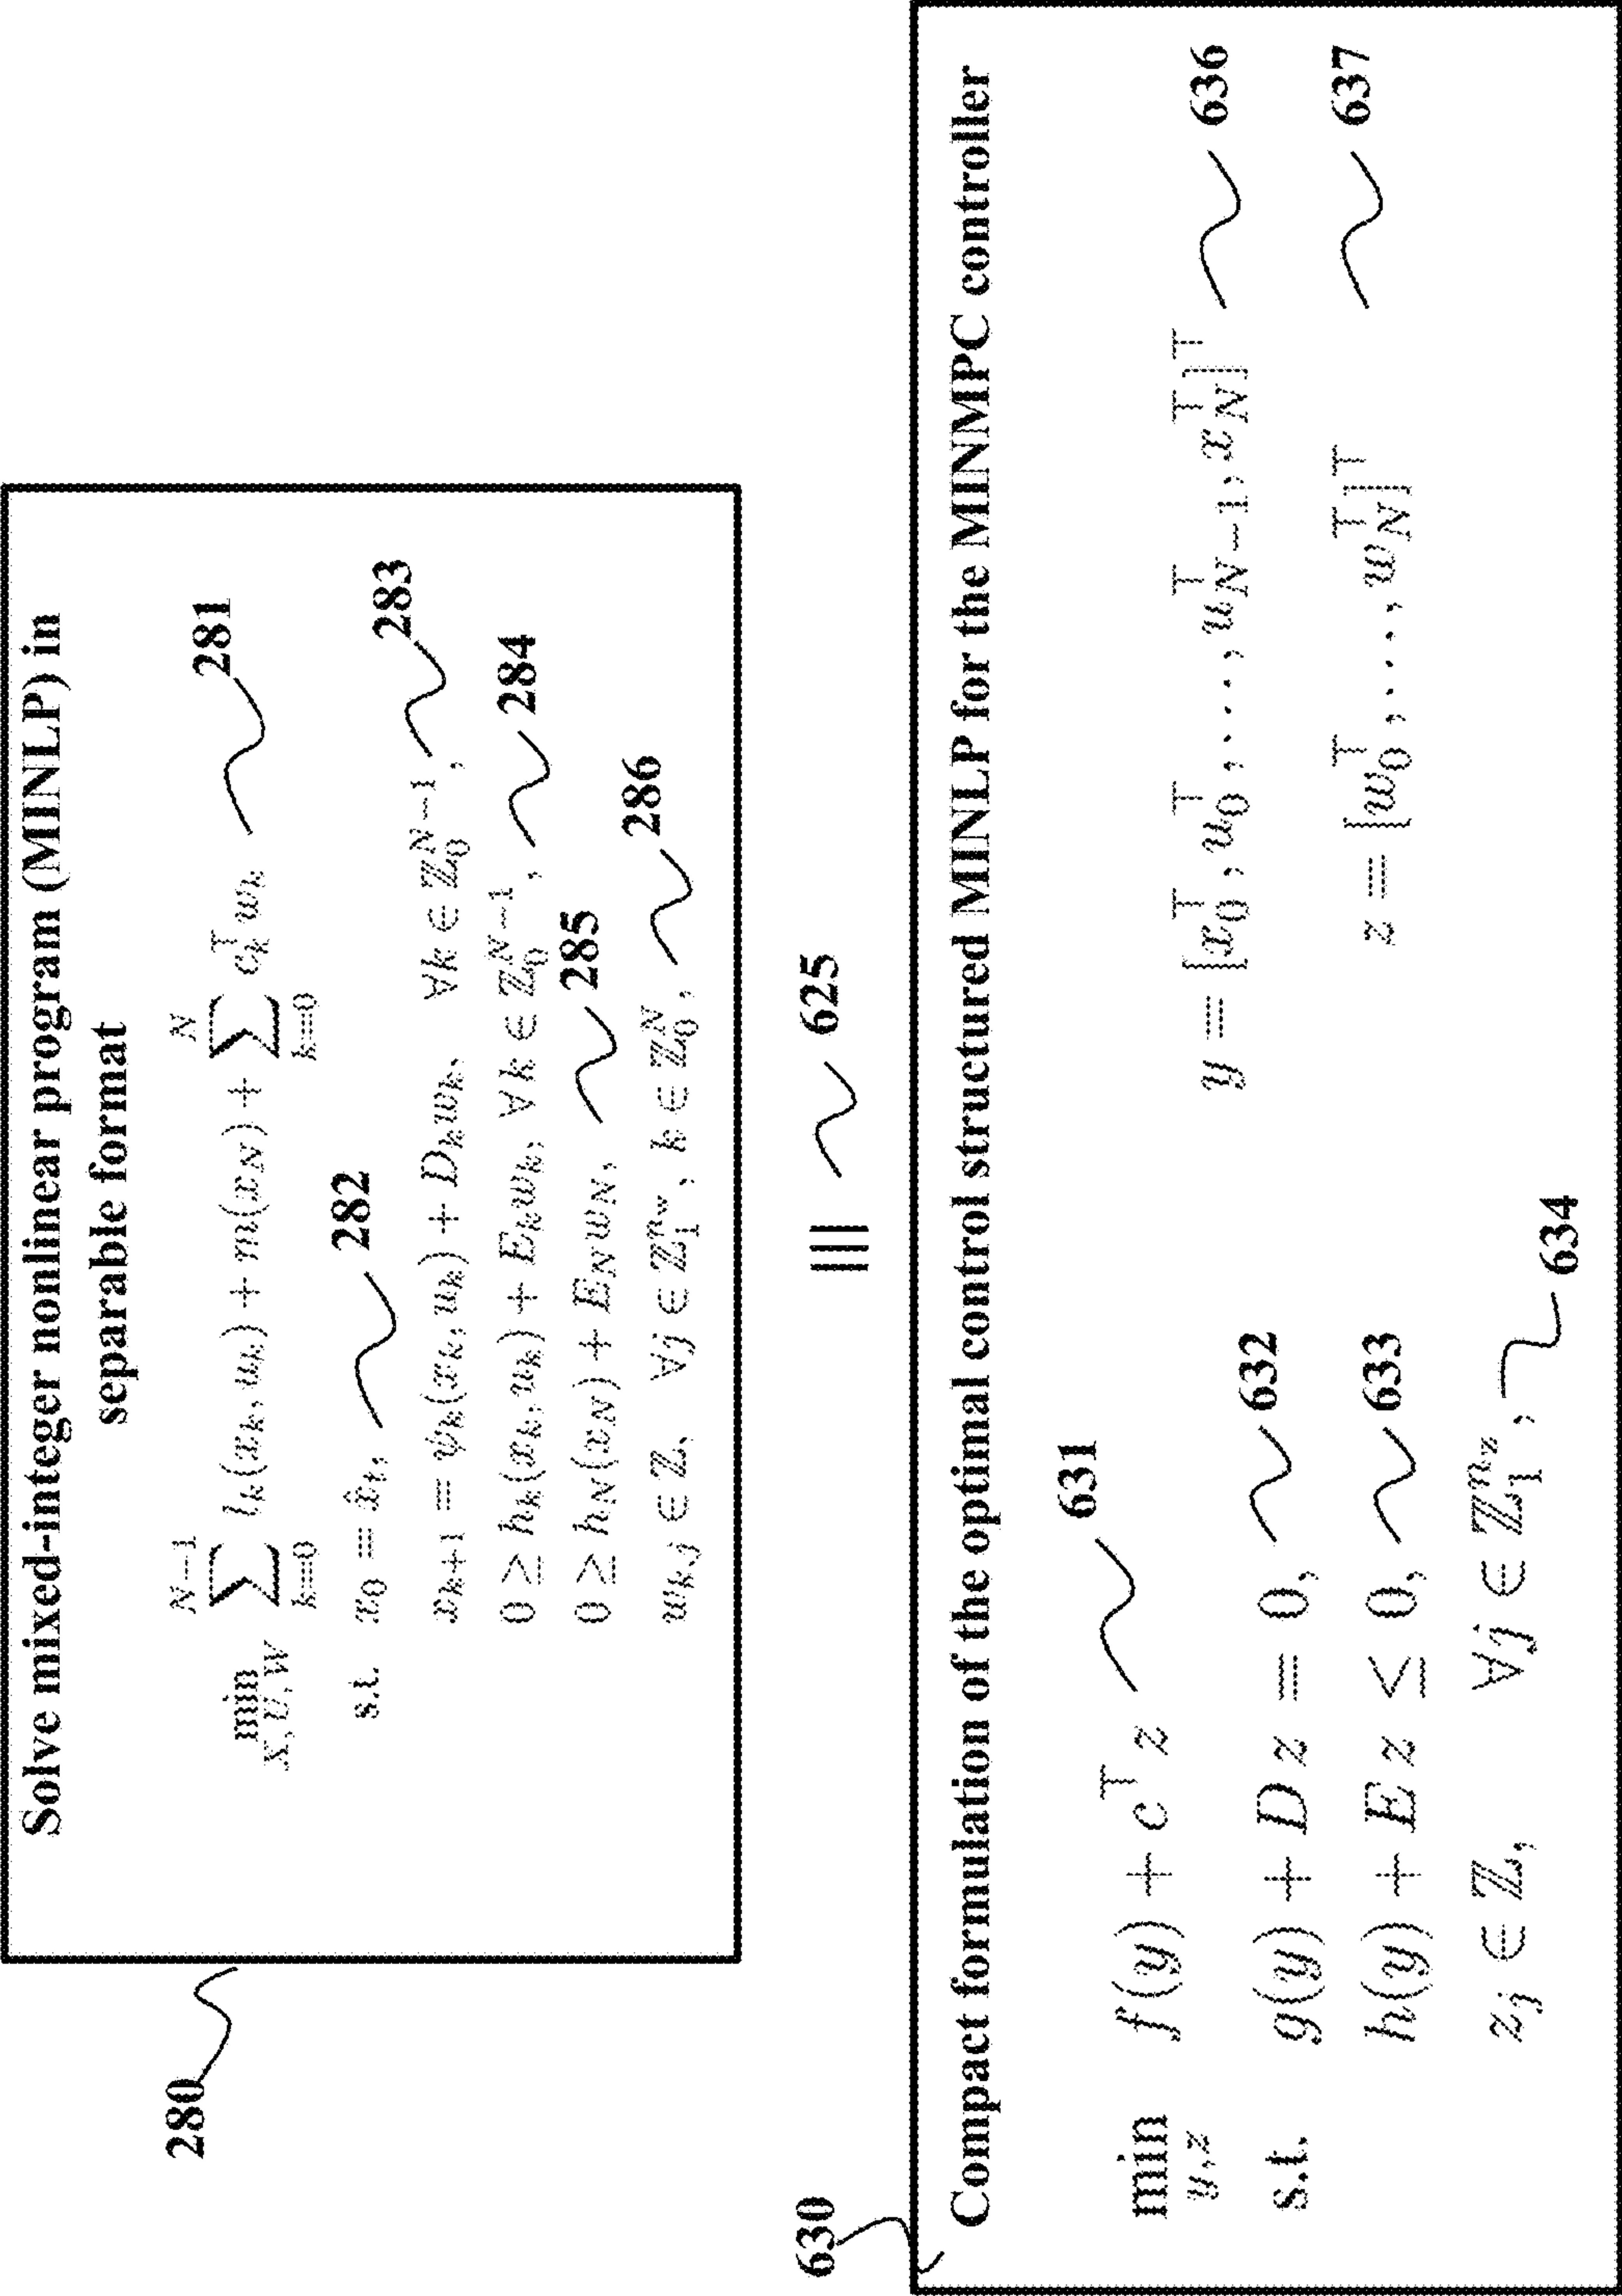 280
Solve mixed-integer nonlinear program (MINLP) in
separable format
min_{X,U,W} ∑_{k=0}^{N−1} l_k(x_k, u_k) + m(x_N) + ∑_{k=0}^{N} c_k^⊤ w_k 281
s.t. x_0 = x̂_t, 282
x_{k+1} = ψ_k(x_k, u_k) + D_k w_k, ∀k ∈ ℤ_0^{N−1}, 283
0 ≥ h_k(x_k, u_k) + E_k w_k, ∀k ∈ ℤ_0^{N−1}, 284
0 ≥ h_N(x_N) + E_N w_N, 285
w_{k,j} ∈ ℤ, ∀j ∈ ℤ_1^{n_w}, k ∈ ℤ_0^N, 286
≡ 625
630
Compact formulation of the optimal control structured MINLP for the MINMPC controller
min_{y,z} f(y) + c^⊤ z 631
s.t. g(y) + D z = 0, 632
h(y) + E z ≤ 0, 633
z_j ∈ ℤ, ∀j ∈ ℤ_1^{n_z}, 634
y = [x_0^⊤, u_0^⊤, . . . , u_{N−1}^⊤, x_N^⊤]^⊤ 636
z = [w_0^⊤, . . . , w_N^⊤]^⊤ 637